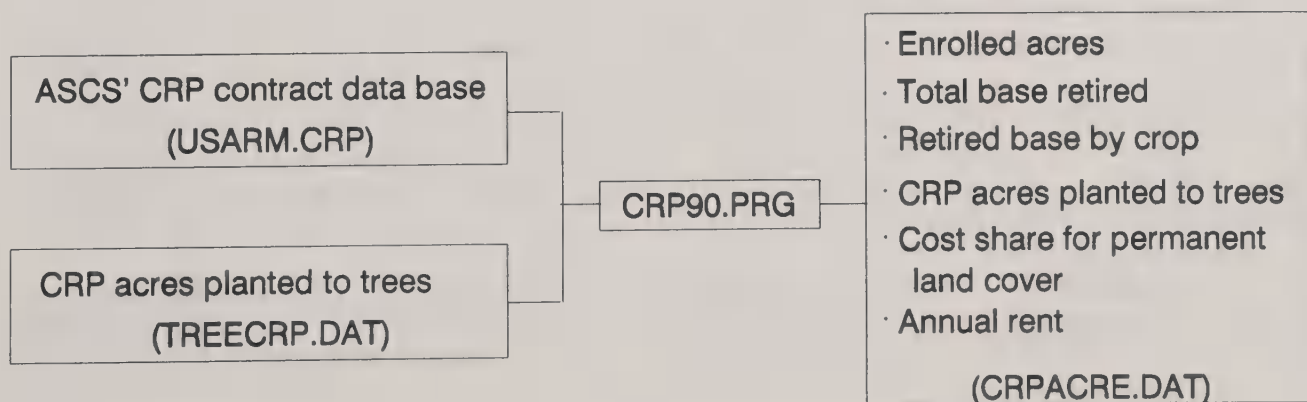 ASCS' CRP contract data base
(USARM.CRP)
CRP acres planted to trees
(TREECRP.DAT)
CRP90.PRG
· Enrolled acres
· Total base retired
· Retired base by crop
· CRP acres planted to trees
· Cost share for permanent
land cover
· Annual rent
(CRPACRE.DAT)